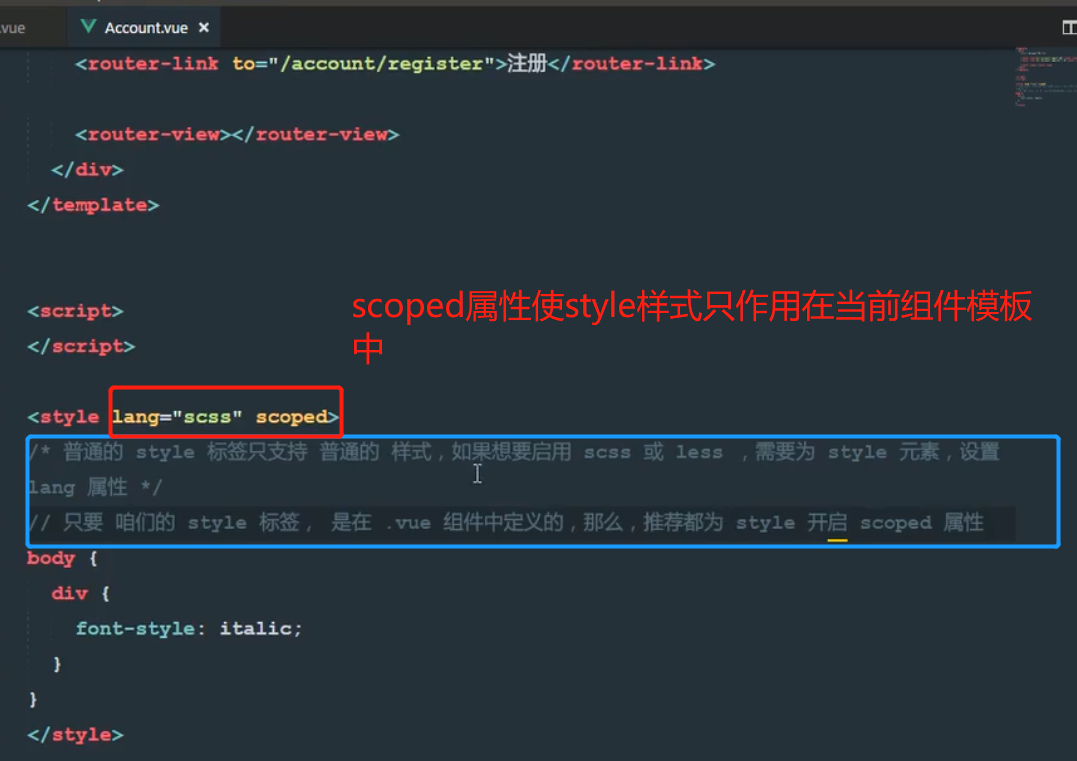 .vue
Account.vue ×
<router-link to="/account/register">注册</router-link>
<router-view></router-view>
</div>
</template>
<script>
</script>
scoped属性使style样式只作用在当前组件模板
中
<style lang="scss" scoped>
/* 普通的 style 标签只支持 普通的 样式，如果想要启用 scss 或 less ，需要为 style 元素，设置
lang 属性 */
// 只要 咱们的 style 标签， 是在 .vue 组件中定义的，那么，推荐都为 style 开启 scoped 属性
body {
div {
font-style: italic;
}
}
</style>